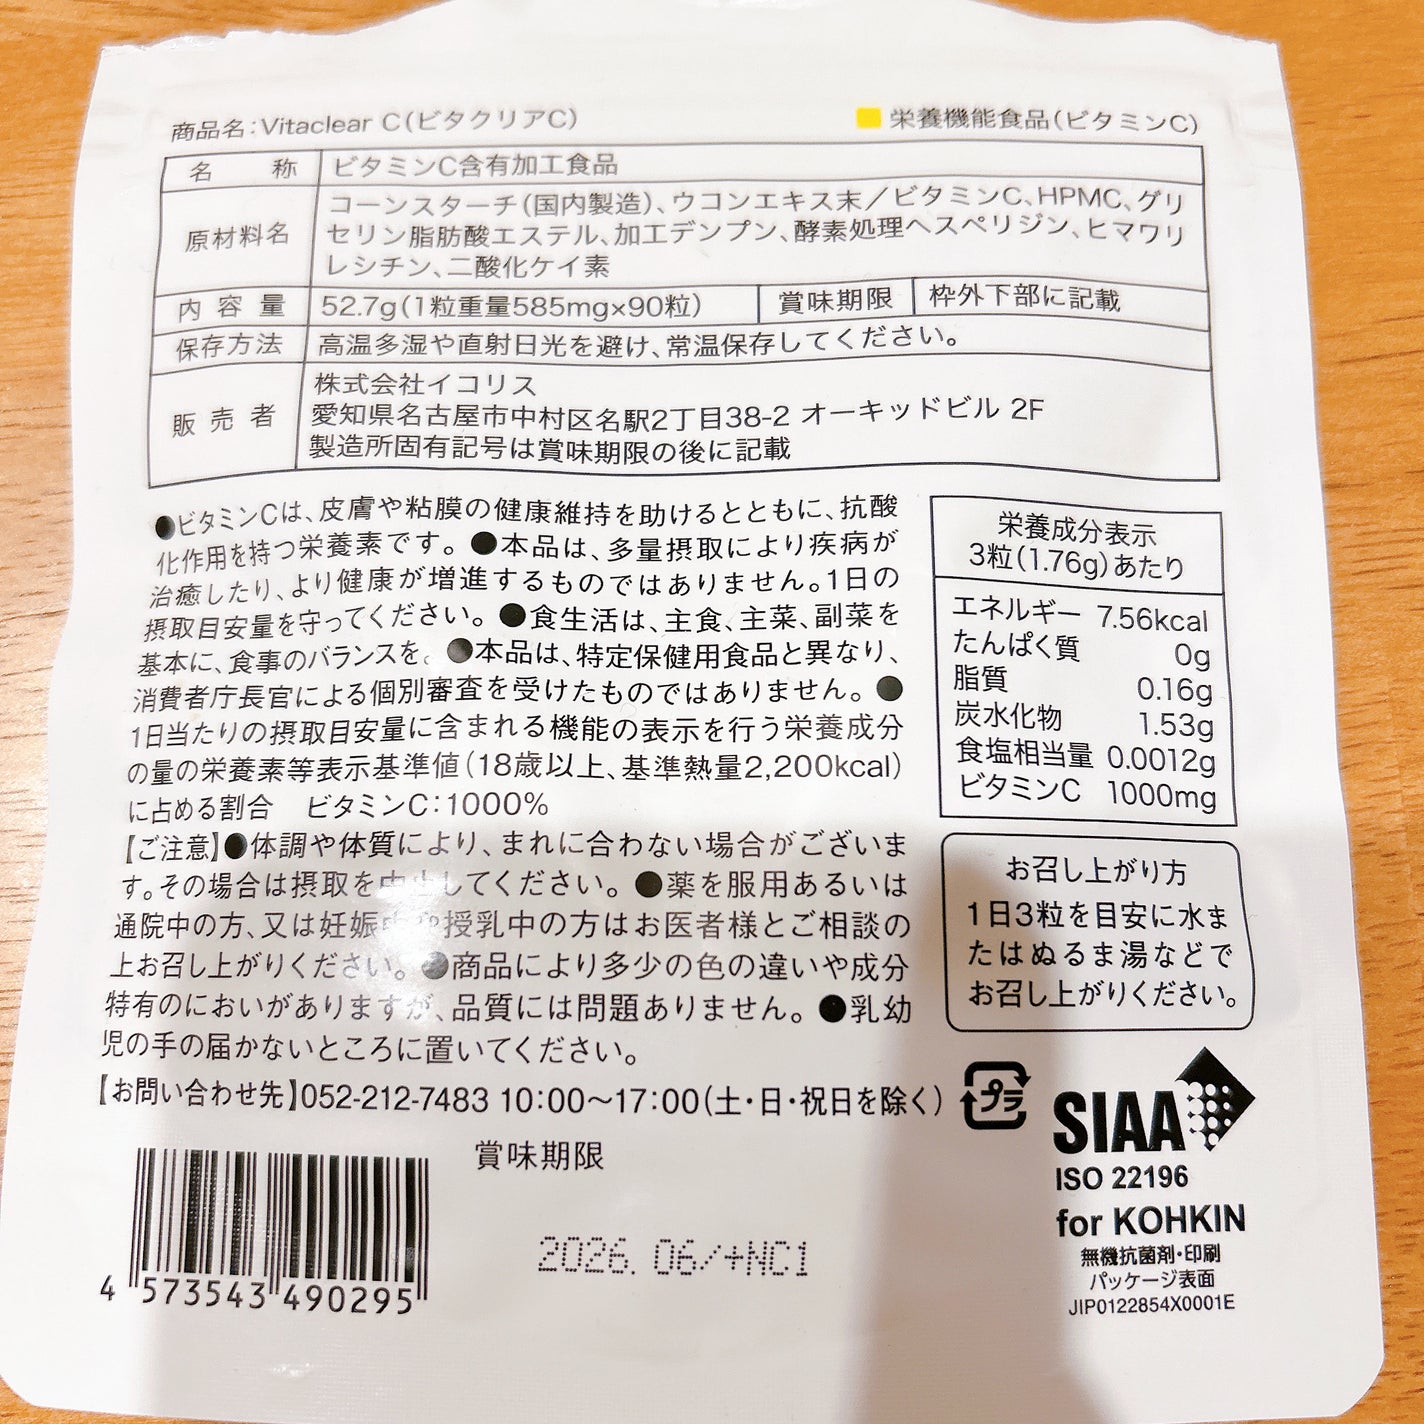 商品名:Vitaclear C(ビタクリアC)
栄養機能食品(ビタミンC)
名称 ビタミンC含有加工食品
原材料名 コーンスターチ(国内製造)、ウコンエキス末/ビタミンC、HPMC、グリ
セリン脂肪酸エステル、加工デンプン、酵素処理ヘスペリジン、ヒマワリ
レシチン、二酸化ケイ素
内容量 52.7g(1粒重量585mg×90粒) 賞味期限 枠外下部に記載
保存方法 高温多湿や直射日光を避け、常温保存してください。
販売者 株式会社イコリス
愛知県名古屋市中村区名駅2丁目38-2 オーキッドビル 2F
製造所固有記号は賞味期限の後に記載
●ビタミンCは、皮膚や粘膜の健康維持を助けるとともに、抗酸
化作用を持つ栄養素です。●本品は、多量摂取により疾病が
治癒したり、より健康が増進するものではありません。1日の
摂取目安量を守ってください。●食生活は、主食、主菜、副菜を
基本に、食事のバランスを。●本品は、特定保健用食品と異なり、
消費者庁長官による個別審査を受けたものではありません。●
1日当たりの摂取目安量に含まれる機能の表示を行う栄養成分
の量の栄養素等表示基準値(18歳以上、基準熱量2,200kcal)
に占める割合 ビタミンC:1000%
【ご注意】●体調や体質により、まれに合わない場合がございま
す。その場合は摂取を中止してください。●薬を服用あるいは
通院中の方、又は妊娠中や授乳中の方はお医者様とご相談の
上お召し上がりください。●商品により多少の色の違いや成分
特有のにおいがありますが、品質には問題ありません。●乳幼
児の手の届かないところに置いてください。
【お問い合わせ先】052-212-7483 10:00～17:00(土・日・祝日を除く)
栄養成分表示
3粒(1.76g)あたり
エネルギー 7.56kcal
たんぱく質 0g
脂質 0.16g
炭水化物 1.53g
食塩相当量 0.0012g
ビタミンC 1000mg
お召し上がり方
1日3粒を目安に水ま
たはぬるま湯などで
お召し上がりください。
プラ
SIAA
ISO 22196
for KOHKIN
無機抗菌剤・印刷
パッケージ表面
JIP0122854X0001E
賞味期限
2026. 06/+NC1
4 573543 490295